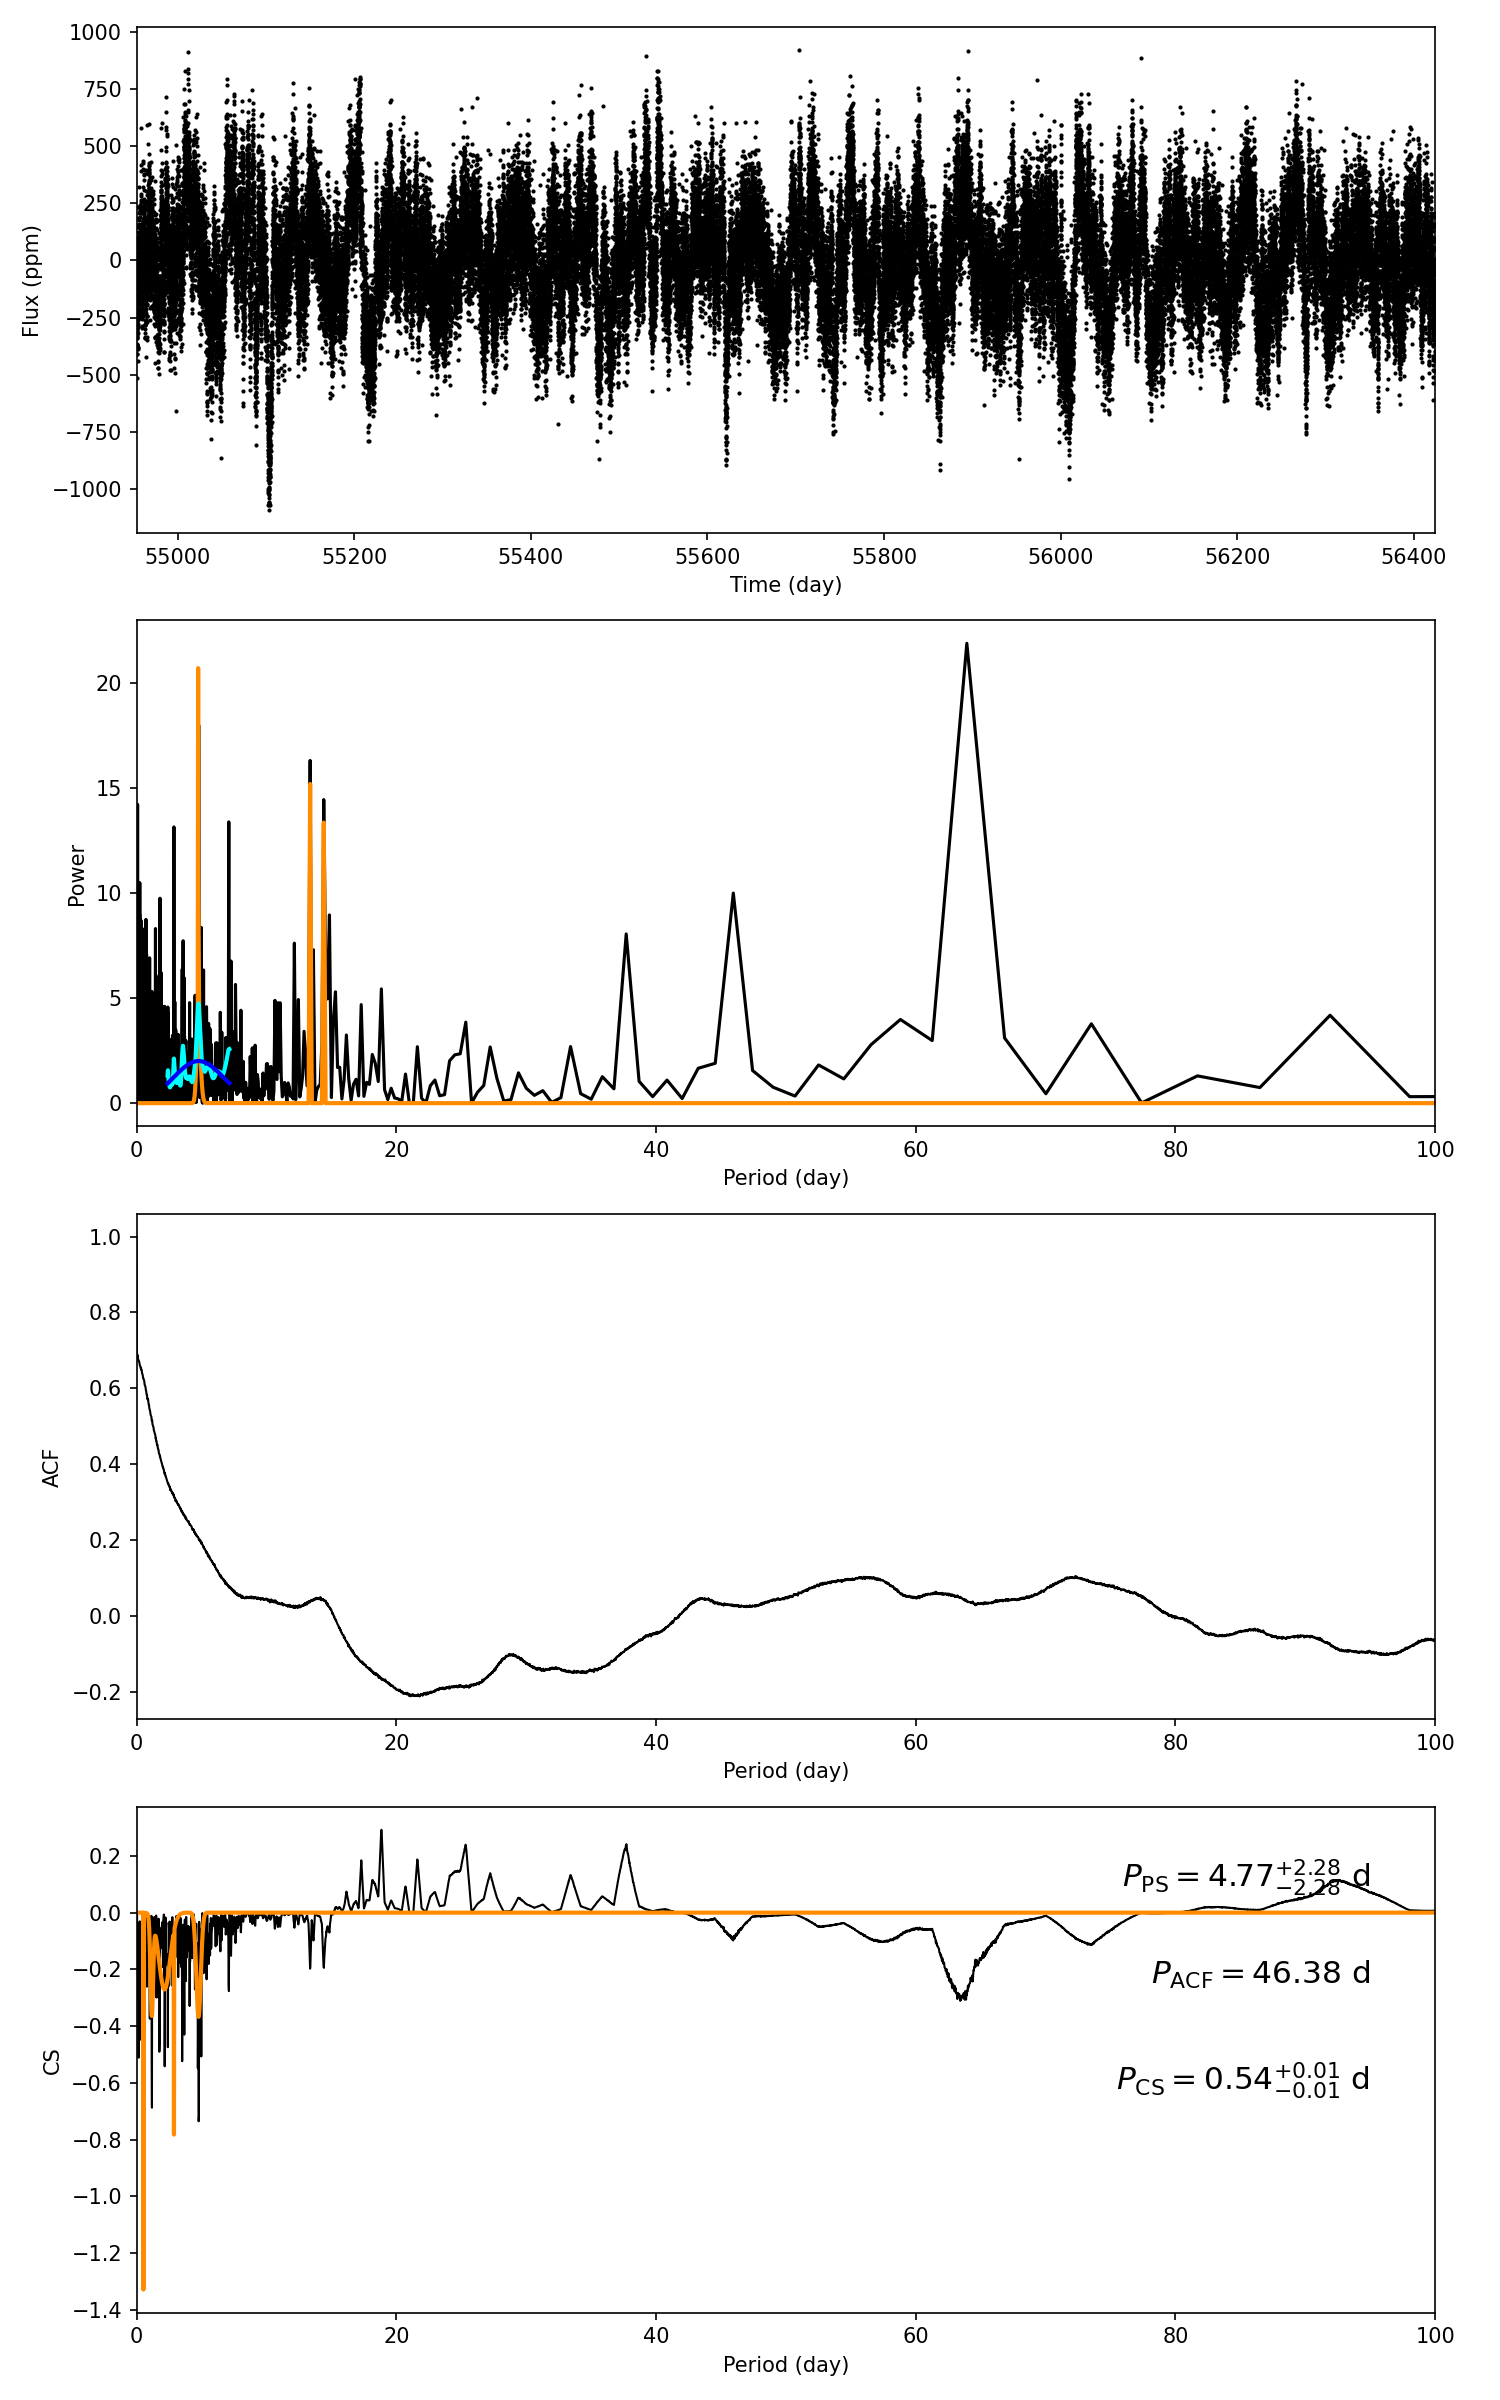 1000
750
500
250
0
−250
−500
−750
−1000
Flux (ppm)
55000 55200 55400 55600 55800 56000 56200 56400
Time (day)
20
15
10
5
0
Power
0 20 40 60 80 100
Period (day)
1.0
0.8
0.6
0.4
0.2
0.0
−0.2
ACF
0 20 40 60 80 100
Period (day)
0.2
0.0
−0.2
−0.4
−0.6
−0.8
−1.0
−1.2
−1.4
CS
P_PS = 4.77^{+2.28}_{−2.28} d
P_ACF = 46.38 d
P_CS = 0.54^{+0.01}_{−0.01} d
0 20 40 60 80 100
Period (day)